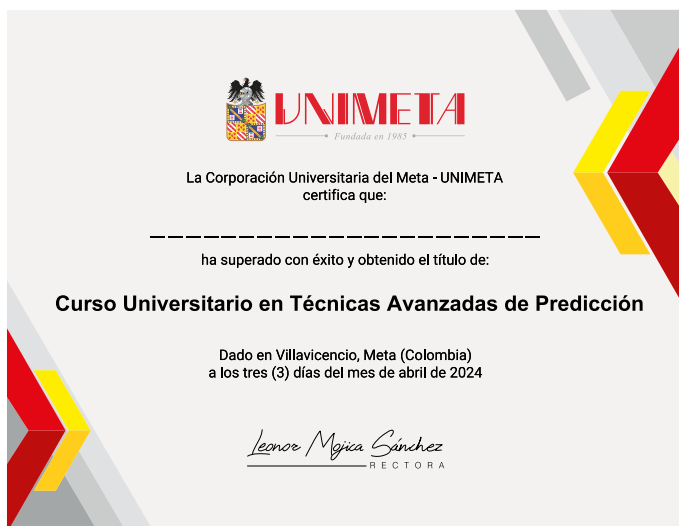 UNIMETA
Fundada en 1985
La Corporación Universitaria del Meta - UNIMETA
certifica que:
ha superado con éxito y obtenido el título de:
Curso Universitario en Técnicas Avanzadas de Predicción
Dado en Villavicencio, Meta (Colombia)
a los tres (3) días del mes de abril de 2024
Leonor Mojica Sánchez
RECTORA